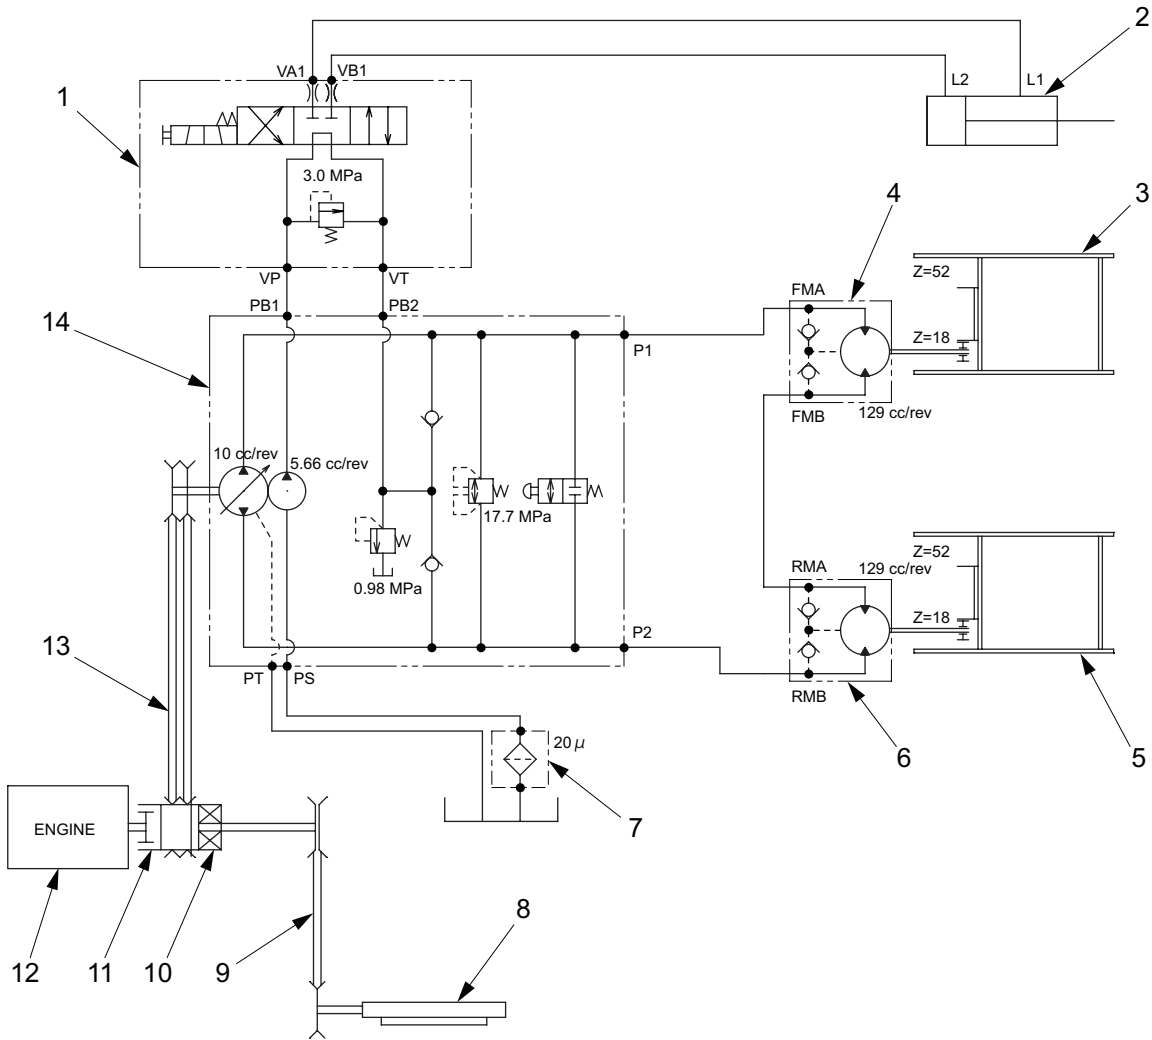 2
VA1
VB1
L2
L1
1
3.0 MPa
4
3
Z=52
VP
VT
FMA
PB1
PB2
14
P1
Z=18
FMB
129 cc/rev
10 cc/rev
5.66 cc/rev
17.7 MPa
Z=52
RMA
129 cc/rev
0.98 MPa
Z=18
P2
13
PT
PS
RMB
20 μ
6
5
7
ENGINE
8
12
11
10
9